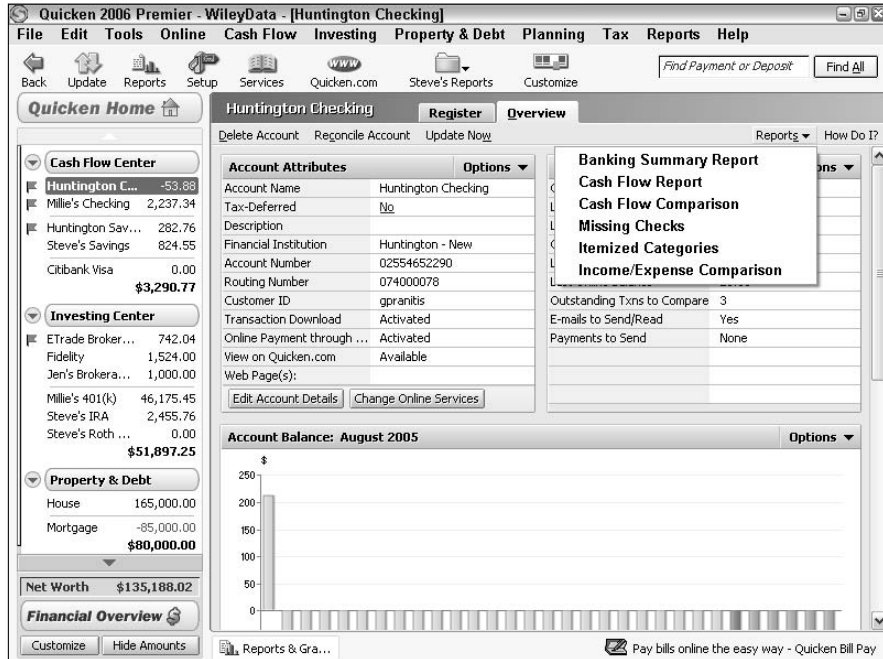 Quicken 2006 Premier - WileyData - [Huntington Checking]
File Edit Tools Online Cash Flow Investing Property & Debt Planning Tax Reports Help
Back Update Reports Setup Services Quicken.com Steve's Reports Customize
WWW
Find Payment or Deposit Find All
Quicken Home
Cash Flow Center
Huntington C... -53.88
Millie's Checking 2,237.34
Huntington Sav... 282.76
Steve's Savings 824.55
Citibank Visa 0.00
$3,290.77
Investing Center
ETrade Broker... 742.04
Fidelity 1,524.00
Jen's Brokera... 1,000.00
Millie's 401(k) 46,175.45
Steve's IRA 2,455.76
Steve's Roth ... 0.00
$51,897.25
Property & Debt
House 165,000.00
Mortgage -85,000.00
$80,000.00
Net Worth $135,188.02
Financial Overview
Customize Hide Amounts
Huntington Checking Register Overview
Delete Account Reconcile Account Update Now Reports How Do I?
Banking Summary Report
Cash Flow Report
Cash Flow Comparison
Missing Checks
Itemized Categories
Income/Expense Comparison
Account Attributes Options
Account Name Huntington Checking
Tax-Deferred No
Description
Financial Institution Huntington - New
Account Number 02554652290
Routing Number 074000078
Customer ID gpranitis
Transaction Download Activated
Online Payment through ... Activated
View on Quicken.com Available
Web Page(s):
Edit Account Details Change Online Services
Outstanding Txns to Compare 3
E-mails to Send/Read Yes
Payments to Send None
Account Balance: August 2005 Options
$
250
200
150
100
50
0
Reports & Gra... Pay bills online the easy way - Quicken Bill Pay